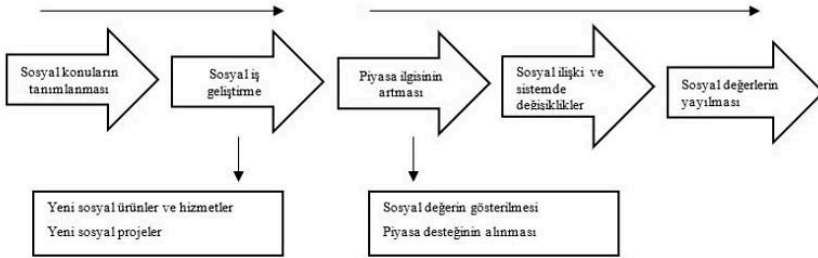 Sosyal konuların
tanımlanması
Sosyal iş
geliştirme
Piyasa ilgisinin
artması
Sosyal ilişki ve
sistemde
değişiklikler
Sosyal değerlerin
yayılması
Yeni sosyal ürünler ve hizmetler
Yeni sosyal projeler
Sosyal değerin gösterilmesi
Piyasa desteğinin alınması